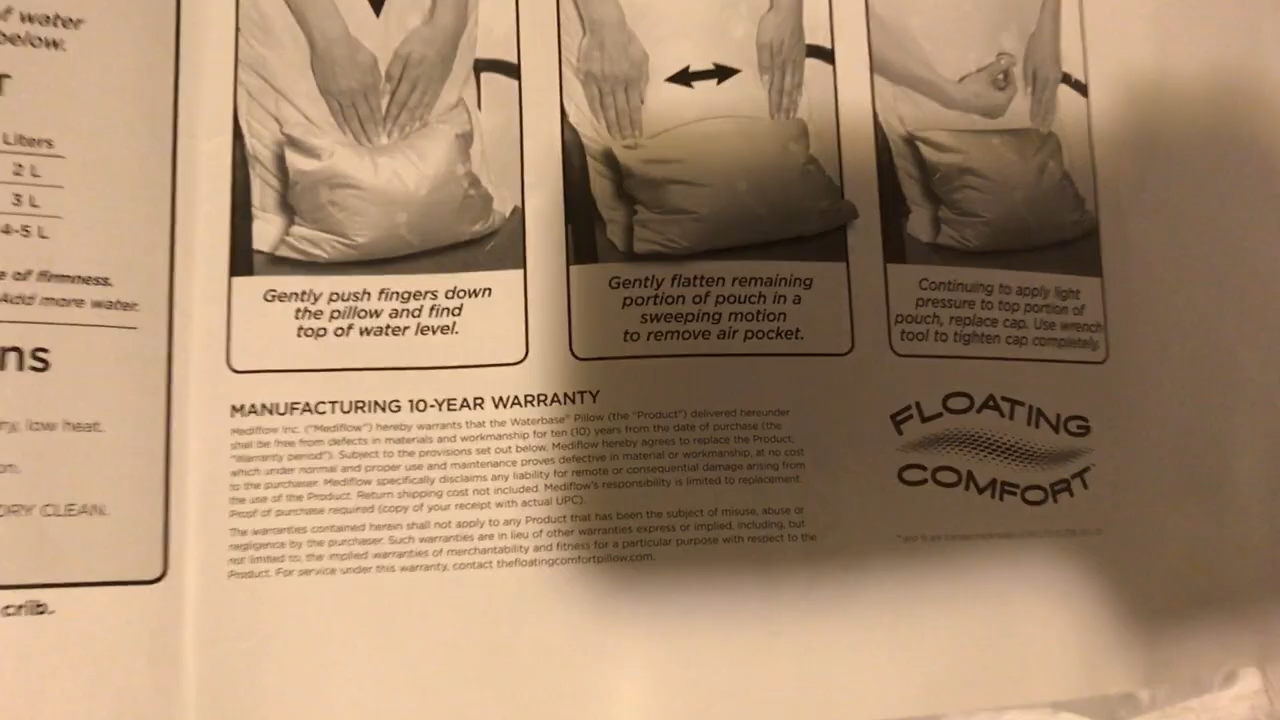 f water
below.
T
Liters
2 L
3 L
4-5 L
e of firmness.
Add more water.
ns
ry, low heat.
on.
DRY CLEAN.
crib.
Gently push fingers down
the pillow and find
top of water level.
Gently flatten remaining
portion of pouch in a
sweeping motion
to remove air pocket.
Continuing to apply light
pressure to top portion of
pouch, replace cap. Use wrench
tool to tighten cap completely.
MANUFACTURING 10-YEAR WARRANTY
Mediflow Inc. ("Mediflow") hereby warrants that the Waterbase® Pillow (the "Product") delivered hereunder
shall be free from defects in materials and workmanship for ten (10) years from the date of purchase (the
"warranty period"). Subject to the provisions set out below, Mediflow hereby agrees to replace the Product,
which under normal and proper use and maintenance proves defective in material or workmanship, at no cost
to the purchaser. Mediflow specifically disclaims any liability for remote or consequential damage arising from
the use of the Product. Return shipping cost not included. Mediflow's responsibility is limited to replacement.
Proof of purchase required (copy of your receipt with actual UPC).
The warranties contained herein shall not apply to any Product that has been the subject of misuse, abuse or
negligence by the purchaser. Such warranties are in lieu of other warranties express or implied, including, but
not limited to, the implied warranties of merchantability and fitness for a particular purpose with respect to the
Product. For service under this warranty, contact thefloatingcomfortpillow.com.
FLOATING
COMFORT